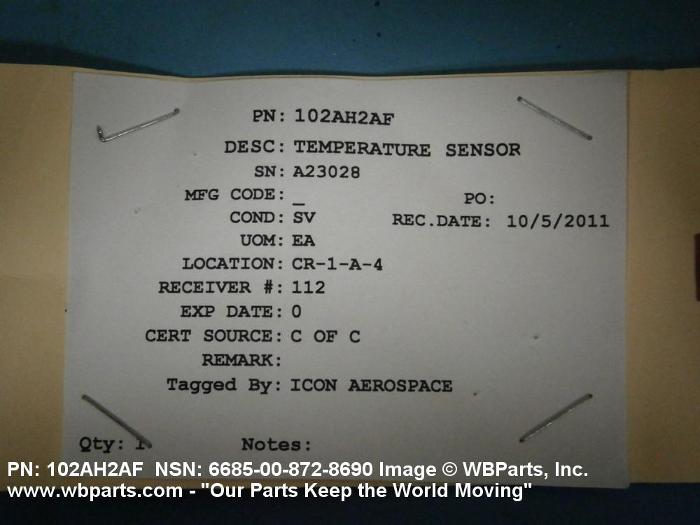 PN: 102AH2AF
DESC: TEMPERATURE SENSOR
SN: A23028
MFG CODE: _
PO:
COND: SV
REC.DATE: 10/5/2011
UOM: EA
LOCATION: CR-1-A-4
RECEIVER #: 112
EXP DATE: 0
CERT SOURCE: C OF C
REMARK:
Tagged By: ICON AEROSPACE
Qty: 1 Notes:
PN: 102AH2AF NSN: 6685-00-872-8690 Image © WBParts, Inc.
www.wbparts.com - "Our Parts Keep the World Moving"